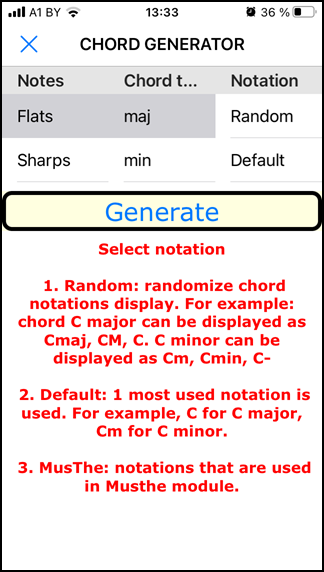 A1 BY 13:33 36 %
CHORD GENERATOR
Notes Chord t... Notation
Flats maj Random
Sharps min Default
Generate
Select notation
1. Random: randomize chord
notations display. For example:
chord C major can be displayed as
Cmaj, CM, C. C minor can be
displayed as Cm, Cmin, C-
2. Default: 1 most used notation is
used. For example, C for C major,
Cm for C minor.
3. MusThe: notations that are used
in Musthe module.